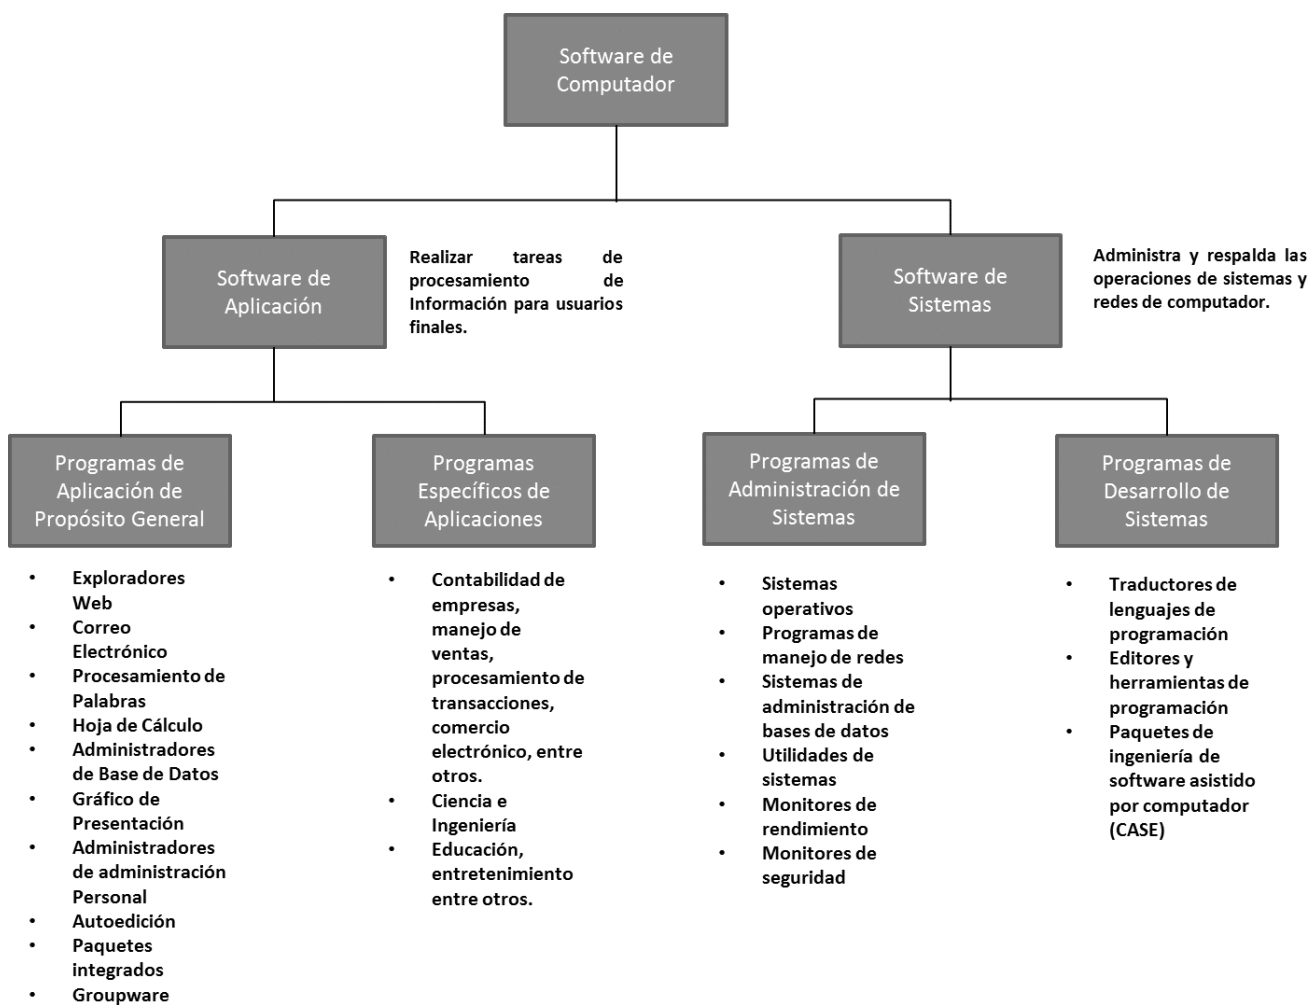 Software de
Computador
Software de
Aplicación
Realizar tareas de
procesamiento de
Información para usuarios
finales.
Software de
Sistemas
Administra y respalda las
operaciones de sistemas y
redes de computador.
Programas de
Aplicación de
Propósito General
• Exploradores
Web
• Correo
Electrónico
• Procesamiento de
Palabras
• Hoja de Cálculo
• Administradores
de Base de Datos
• Gráfico de
Presentación
• Administradores
de administración
Personal
• Autoedición
• Paquetes
integrados
• Groupware
Programas
Específicos de
Aplicaciones
• Contabilidad de
empresas,
manejo de
ventas,
procesamiento de
transacciones,
comercio
electrónico, entre
otros.
• Ciencia e
Ingeniería
• Educación,
entretenimiento
entre otros.
Programas de
Administración de
Sistemas
• Sistemas
operativos
• Programas de
manejo de redes
• Sistemas de
administración de
bases de datos
• Utilidades de
sistemas
• Monitores de
rendimiento
• Monitores de
seguridad
Programas de
Desarrollo de
Sistemas
• Traductores de
lenguajes de
programación
• Editores y
herramientas de
programación
• Paquetes de
ingeniería de
software asistido
por computador
(CASE)